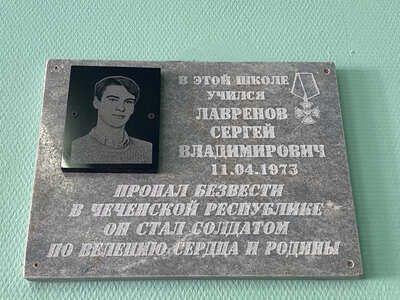 В ЭТОЙ ШКОЛЕ
УЧИЛСЯ
ЛАВРЕНОВ
СЕРГЕЙ
ВЛАДИМИРОВИЧ
11.04.1975
ПРОПАЛ БЕЗВЕСТИ
В ЧЕЧЕНСКОЙ РЕСПУБЛИКЕ
ОН СТАЛ СОЛДАТОМ
ПО ВЕЛЕНИЮ СЕРДЦА И РОДИНЫ